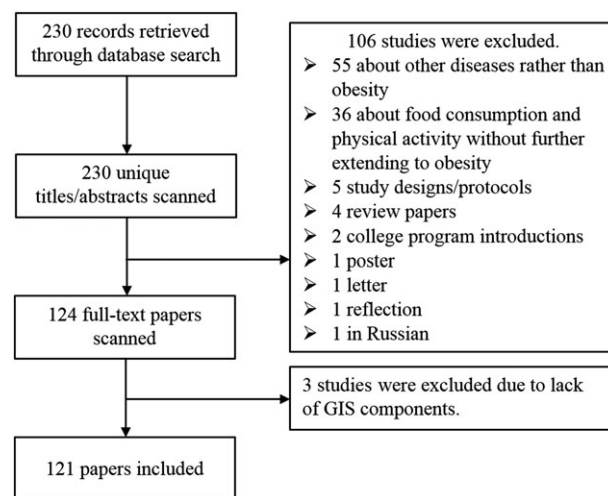 230 records retrieved
through database search
106 studies were excluded.
➢ 55 about other diseases rather than
obesity
➢ 36 about food consumption and
physical activity without further
extending to obesity
➢ 5 study designs/protocols
➢ 4 review papers
➢ 2 college program introductions
➢ 1 poster
➢ 1 letter
➢ 1 reflection
➢ 1 in Russian
230 unique
titles/abstracts scanned
124 full-text papers
scanned
3 studies were excluded due to lack
of GIS components.
121 papers included